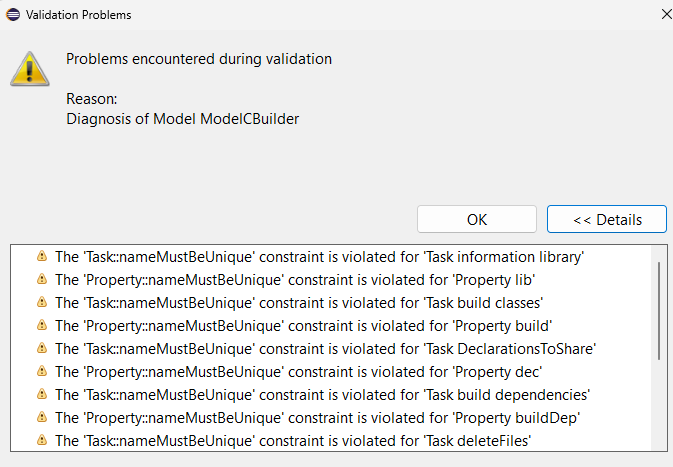 Validation Problems
Problems encountered during validation
Reason:
Diagnosis of Model ModelCBuilder
OK
<< Details
The 'Task::nameMustBeUnique' constraint is violated for 'Task information library'
The 'Property::nameMustBeUnique' constraint is violated for 'Property lib'
The 'Task::nameMustBeUnique' constraint is violated for 'Task build classes'
The 'Property::nameMustBeUnique' constraint is violated for 'Property build'
The 'Task::nameMustBeUnique' constraint is violated for 'Task DeclarationsToShare'
The 'Property::nameMustBeUnique' constraint is violated for 'Property dec'
The 'Task::nameMustBeUnique' constraint is violated for 'Task build dependencies'
The 'Property::nameMustBeUnique' constraint is violated for 'Property buildDep'
The 'Task::nameMustBeUnique' constraint is violated for 'Task deleteFiles'